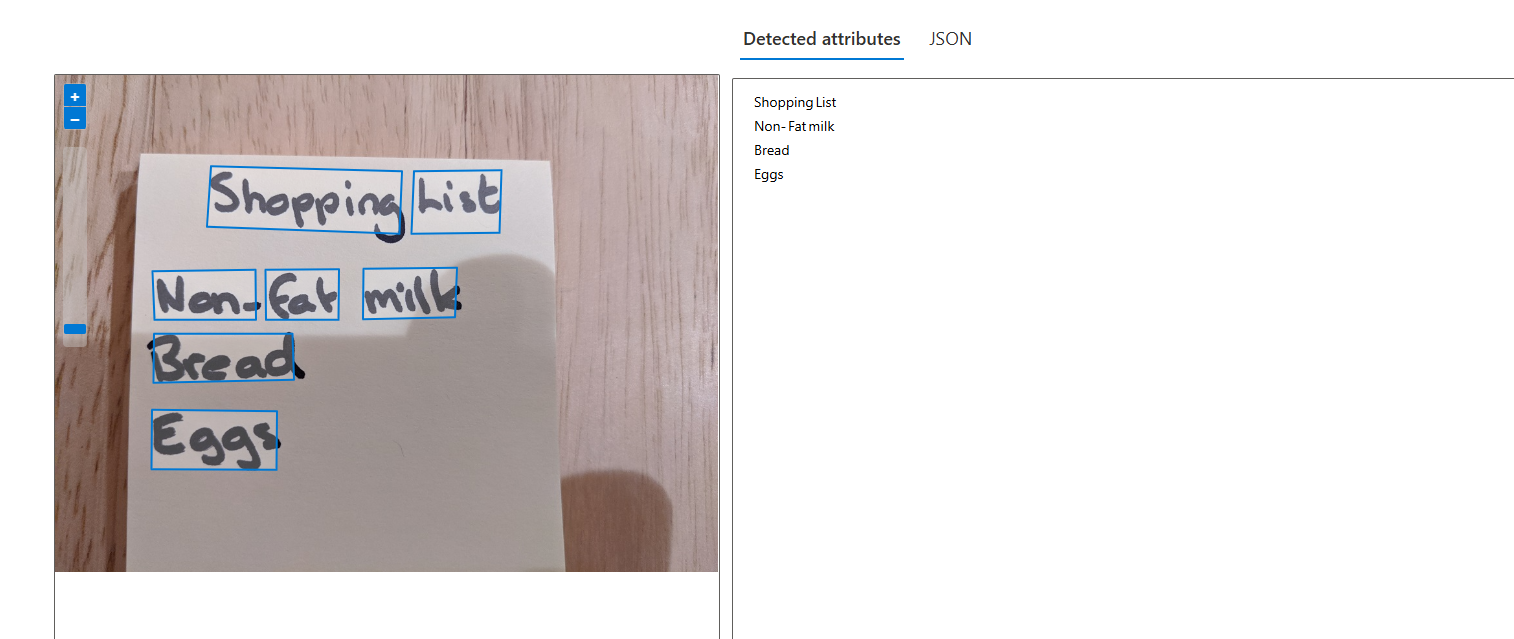 Detected attributes JSON
+
−
Shopping List
Non-Fat milk
Bread
Eggs
Shopping List
Non- Fat milk
Bread
Eggs